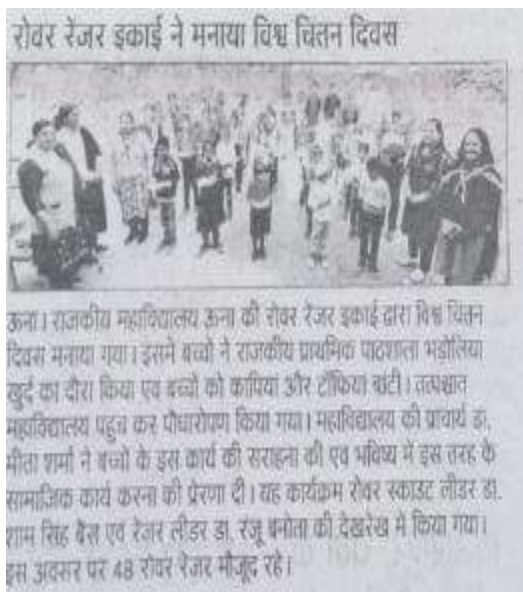 रोवर रेंजर इकाई ने मनाया विश्व चिंतन दिवस
ऊना। राजकीय महाविद्यालय ऊना की रोवर रेंजर इकाई द्वारा विश्व चिंतन
दिवस मनाया गया। इसमें बच्चों ने राजकीय प्राथमिक पाठशाला भडोलिया
खुर्द का दौरा किया एवं बच्चों को कापियां और टॉफियां बांटी। तत्पश्चात
महाविद्यालय पहुंच कर पौधारोपण किया गया। महाविद्यालय की प्राचार्य डा.
मीता शर्मा ने बच्चों के इस कार्य की सराहना की एवं भविष्य में इस तरह के
सामाजिक कार्य करना की प्रेरणा दी। यह कार्यक्रम रोवर स्काउट लीडर डा.
शाम सिंह बैंस एवं रेंजर लीडर डा. रंजू बनोता की देखरेख में किया गया।
इस अवसर पर 48 रोवर रेंजर मौजूद रहे।